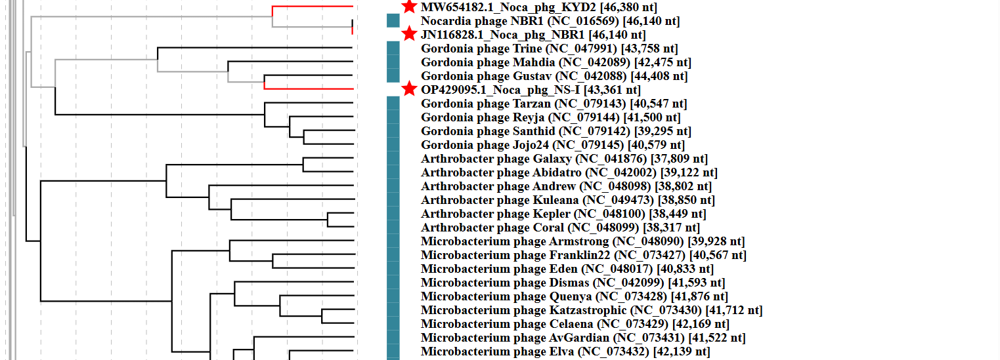 MW654182.1_Noca_phg_KYD2 [46,380 nt]
Nocardia phage NBR1 (NC_016569) [46,140 nt]
JN116828.1_Noca_phg_NBR1 [46,140 nt]
Gordonia phage Trine (NC_047991) [43,758 nt]
Gordonia phage Mahdia (NC_042089) [42,475 nt]
Gordonia phage Gustav (NC_042088) [44,408 nt]
OP429095.1_Noca_phg_NS-I [43,361 nt]
Gordonia phage Tarzan (NC_079143) [40,547 nt]
Gordonia phage Reyja (NC_079144) [41,500 nt]
Gordonia phage Santhid (NC_079142) [39,295 nt]
Gordonia phage Jojo24 (NC_079145) [40,579 nt]
Arthrobacter phage Galaxy (NC_041876) [37,809 nt]
Arthrobacter phage Abidatro (NC_042002) [39,122 nt]
Arthrobacter phage Andrew (NC_048098) [38,802 nt]
Arthrobacter phage Kuleana (NC_049473) [38,850 nt]
Arthrobacter phage Kepler (NC_048100) [38,449 nt]
Arthrobacter phage Coral (NC_048099) [38,317 nt]
Microbacterium phage Armstrong (NC_048090) [39,928 nt]
Microbacterium phage Franklin22 (NC_073427) [40,567 nt]
Microbacterium phage Eden (NC_048017) [40,833 nt]
Microbacterium phage Dismas (NC_042099) [41,593 nt]
Microbacterium phage Quenya (NC_073428) [41,876 nt]
Microbacterium phage Katzastrophic (NC_073430) [41,712 nt]
Microbacterium phage Celaena (NC_073429) [42,169 nt]
Microbacterium phage AvGardian (NC_073431) [41,522 nt]
Microbacterium phage Elva (NC_073432) [42,139 nt]